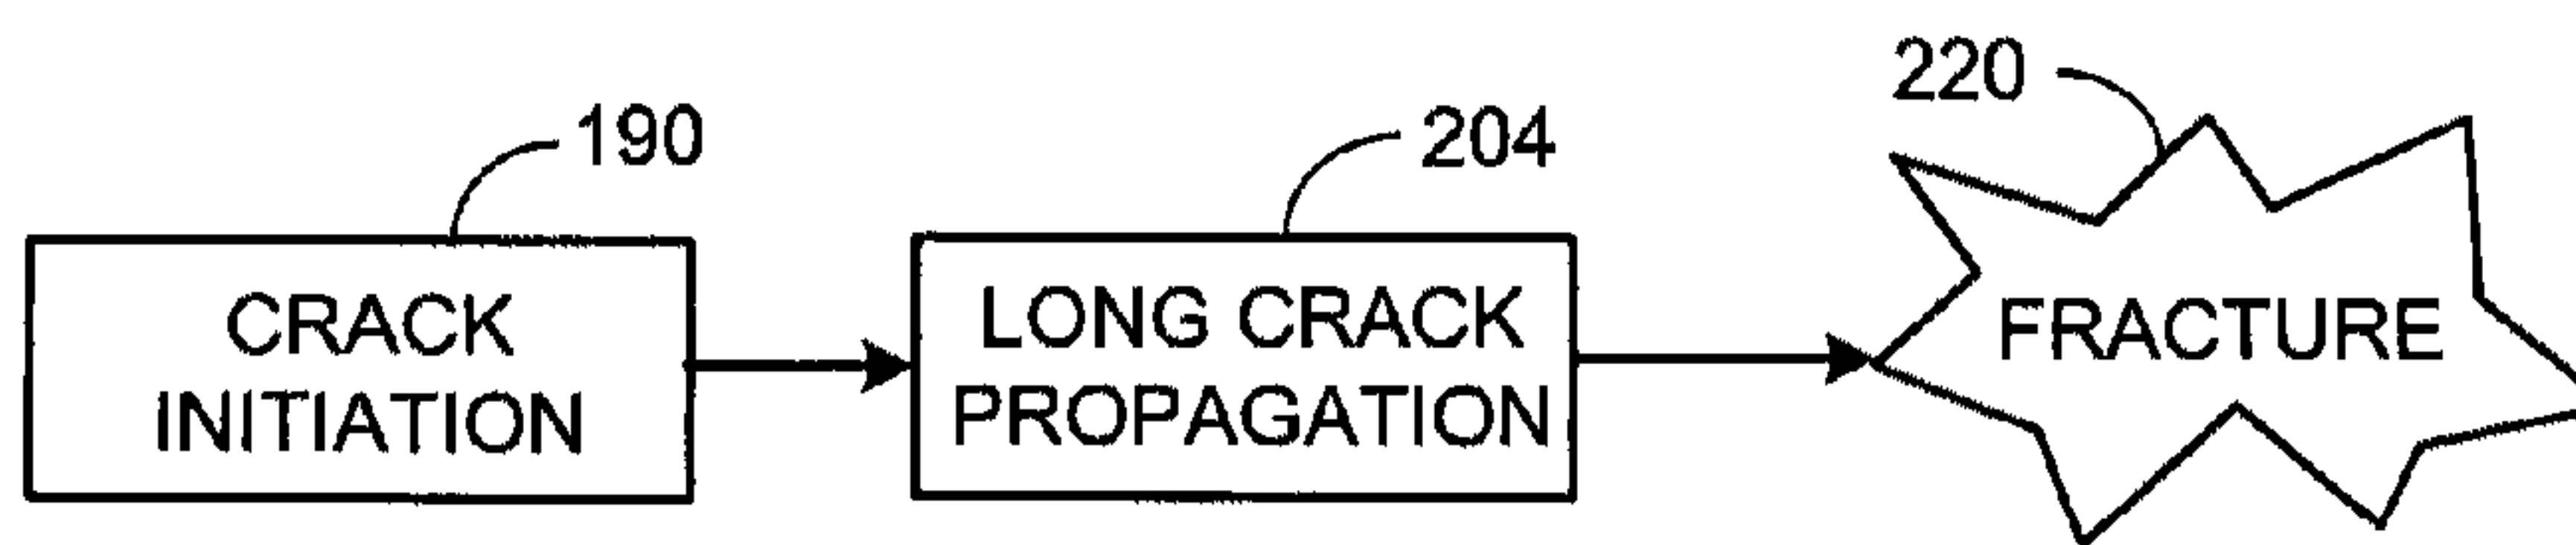 190
204
220
CRACK
INITIATION
LONG CRACK
PROPAGATION
FRACTURE